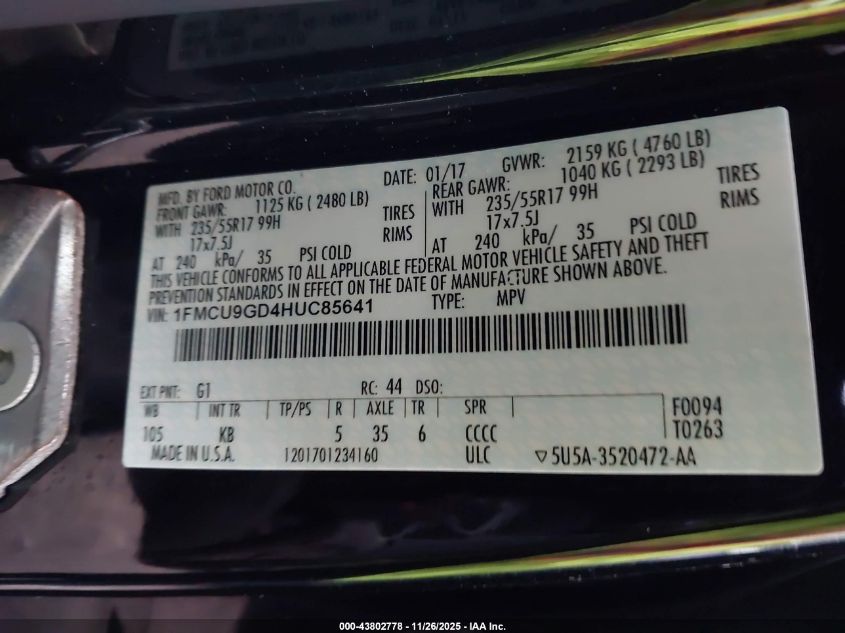 MFD. BY FORD MOTOR CO. DATE: 01/17 GVWR: 2159 KG ( 4760 LB)
FRONT GAWR: 1125 KG ( 2480 LB) REAR GAWR: 1040 KG ( 2293 LB)
WITH 235/55R17 99H TIRES WITH 235/55R17 99H TIRES
17x7.5J RIMS 17x7.5J RIMS
AT 240 kPa/ 35 PSI COLD AT 240 kPa/ 35 PSI COLD
THIS VEHICLE CONFORMS TO ALL APPLICABLE FEDERAL MOTOR VEHICLE SAFETY AND THEFT
PREVENTION STANDARDS IN EFFECT ON THE DATE OF MANUFACTURE SHOWN ABOVE.
VIN: 1FMCU9GD4HUC85641 TYPE: MPV
EXT PNT: G1 RC: 44 DSO:
WB INT TR TP/PS R AXLE TR SPR F0094
105 KB 5 35 6 CCCC T0263
MADE IN U.S.A. 1201701234160 ULC ▽5U5A-3520472-AA
000-43802778 - 11/26/2025 - IAA Inc.